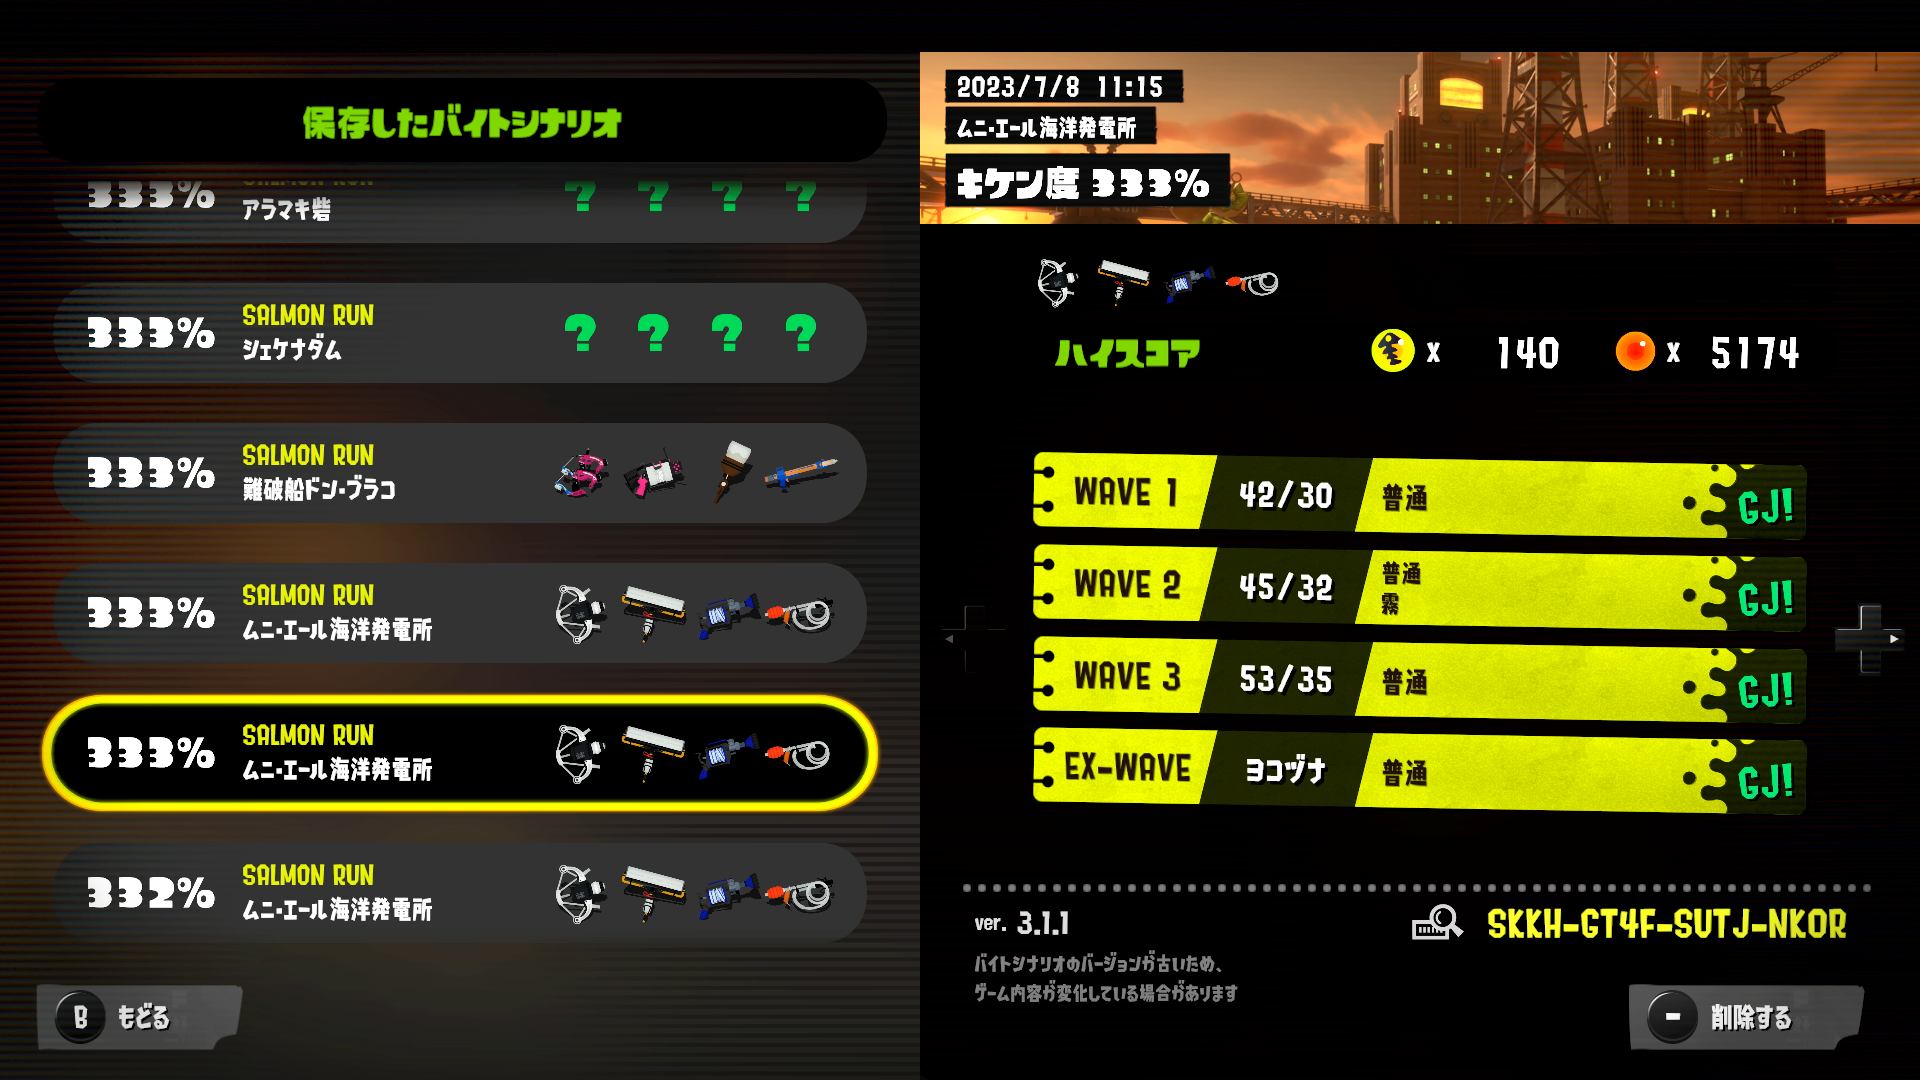 保存したバイトシナリオ
333%
アラマキ砦
? ? ? ?
333%
SALMON RUN
シェケナダム
? ? ? ?
333%
SALMON RUN
難破船ドン・ブラコ
333%
SALMON RUN
ムニ・エール海洋発電所
333%
SALMON RUN
ムニ・エール海洋発電所
332%
SALMON RUN
ムニ・エール海洋発電所
B もどる
2023/7/8 11:15
ムニ・エール海洋発電所
キケン度 333%
ハイスコア x 140 x 5174
WAVE 1 42/30 普通 GJ!
WAVE 2 45/32 普通 GJ!
霧
WAVE 3 53/35 普通 GJ!
EX-WAVE ヨコヅナ 普通 GJ!
ver. 3.1.1
SKKH-GT4F-SUTJ-NK0R
バイトシナリオのバージョンが古いため、
ゲーム内容が変化している場合があります
削除する